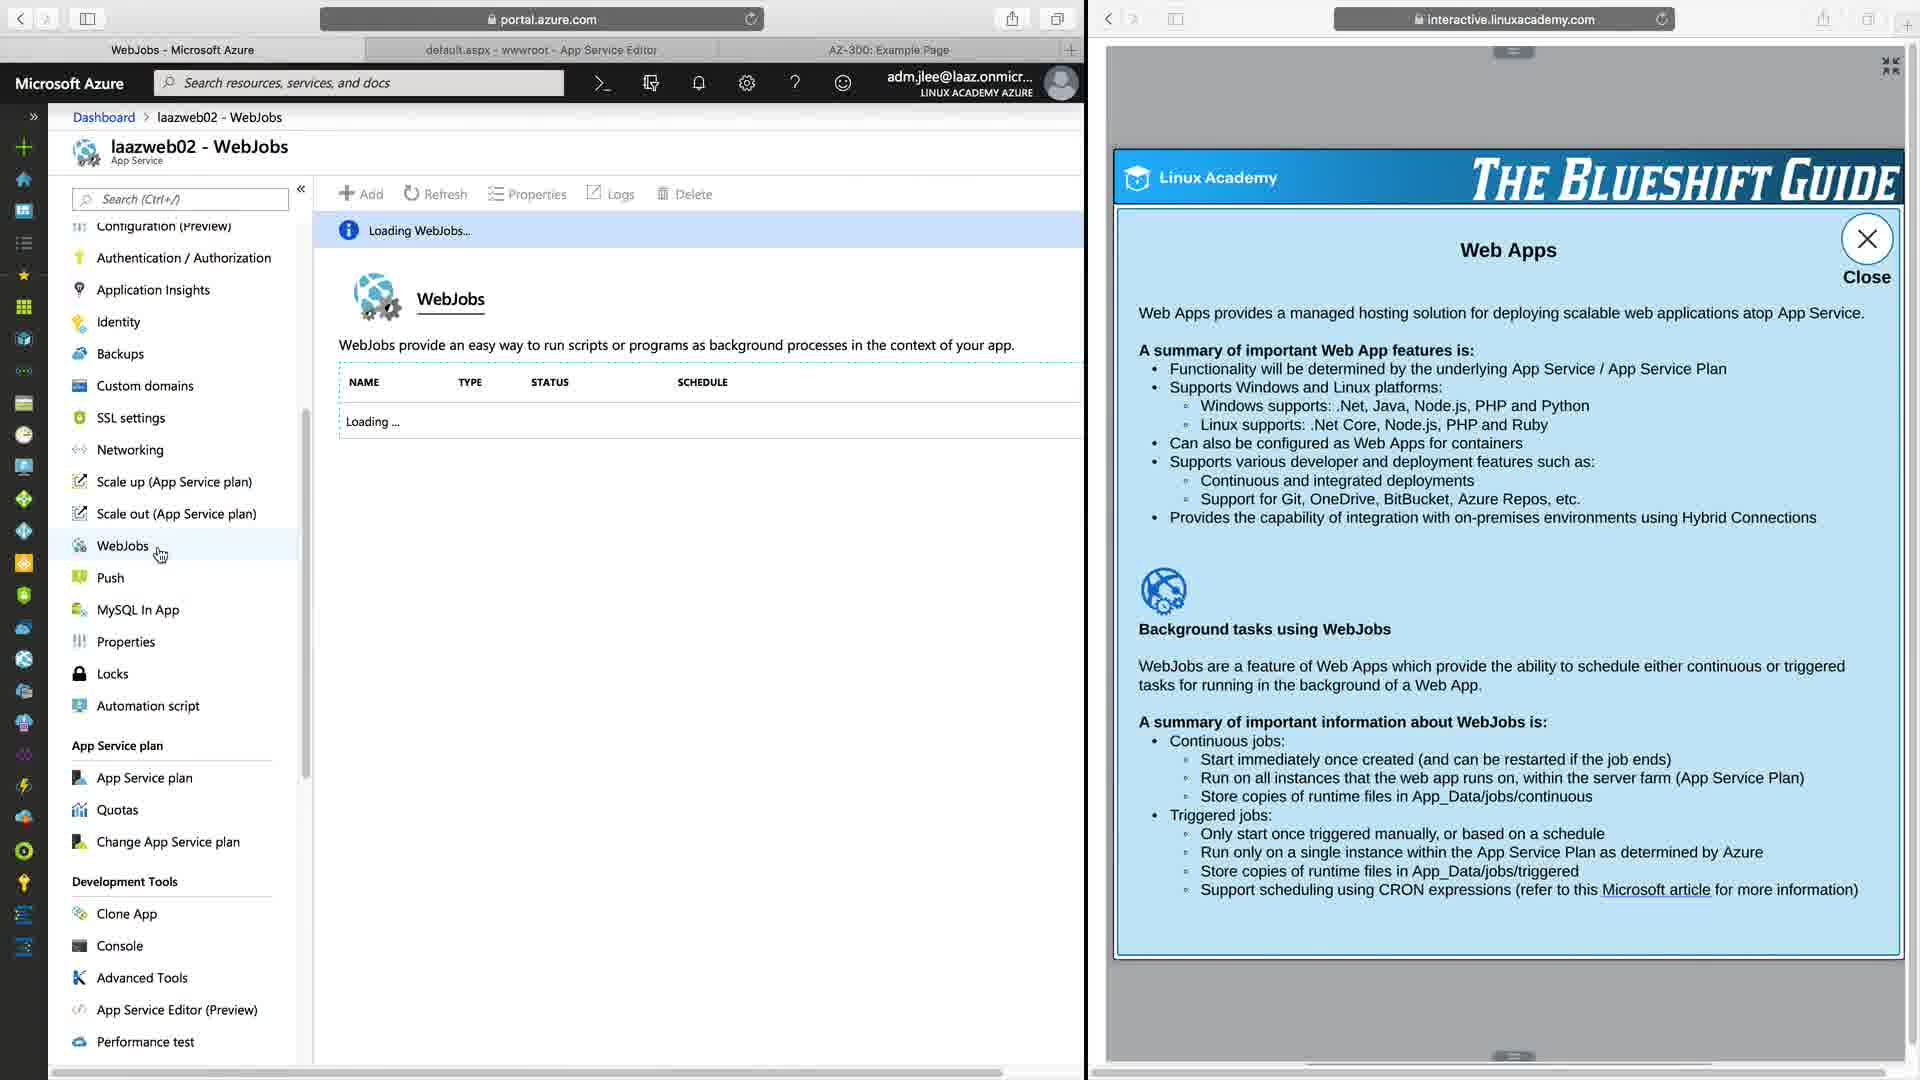 portal.azure.com
WebJobs - Microsoft Azure
default.aspx - wwwroot - App Service Editor
AZ-300: Example Page
Microsoft Azure
Search resources, services, and docs
adm.jlee@laaz.onmicr...
LINUX ACADEMY AZURE
Dashboard > laazweb02 - WebJobs
laazweb02 - WebJobs
App Service
Search (Ctrl+/)
Configuration (Preview)
Authentication / Authorization
Application Insights
Identity
Backups
Custom domains
SSL settings
Networking
Scale up (App Service plan)
Scale out (App Service plan)
WebJobs
Push
MySQL In App
Properties
Locks
Automation script
App Service plan
App Service plan
Quotas
Change App Service plan
Development Tools
Clone App
Console
Advanced Tools
App Service Editor (Preview)
Performance test
Add Refresh Properties Logs Delete
Loading WebJobs...
WebJobs
WebJobs provide an easy way to run scripts or programs as background processes in the context of your app.
NAME TYPE STATUS SCHEDULE
Loading ...
interactive.linuxacademy.com
Linux Academy
THE BLUESHIFT GUIDE
Web Apps
Close
Web Apps provides a managed hosting solution for deploying scalable web applications atop App Service.
A summary of important Web App features is:
• Functionality will be determined by the underlying App Service / App Service Plan
• Supports Windows and Linux platforms:
◦ Windows supports: .Net, Java, Node.js, PHP and Python
◦ Linux supports: .Net Core, Node.js, PHP and Ruby
• Can also be configured as Web Apps for containers
• Supports various developer and deployment features such as:
◦ Continuous and integrated deployments
◦ Support for Git, OneDrive, BitBucket, Azure Repos, etc.
• Provides the capability of integration with on-premises environments using Hybrid Connections
Background tasks using WebJobs
WebJobs are a feature of Web Apps which provide the ability to schedule either continuous or triggered
tasks for running in the background of a Web App.
A summary of important information about WebJobs is:
• Continuous jobs:
◦ Start immediately once created (and can be restarted if the job ends)
◦ Run on all instances that the web app runs on, within the server farm (App Service Plan)
◦ Store copies of runtime files in App_Data/jobs/continuous
• Triggered jobs:
◦ Only start once triggered manually, or based on a schedule
◦ Run only on a single instance within the App Service Plan as determined by Azure
◦ Store copies of runtime files in App_Data/jobs/triggered
◦ Support scheduling using CRON expressions (refer to this Microsoft article for more information)